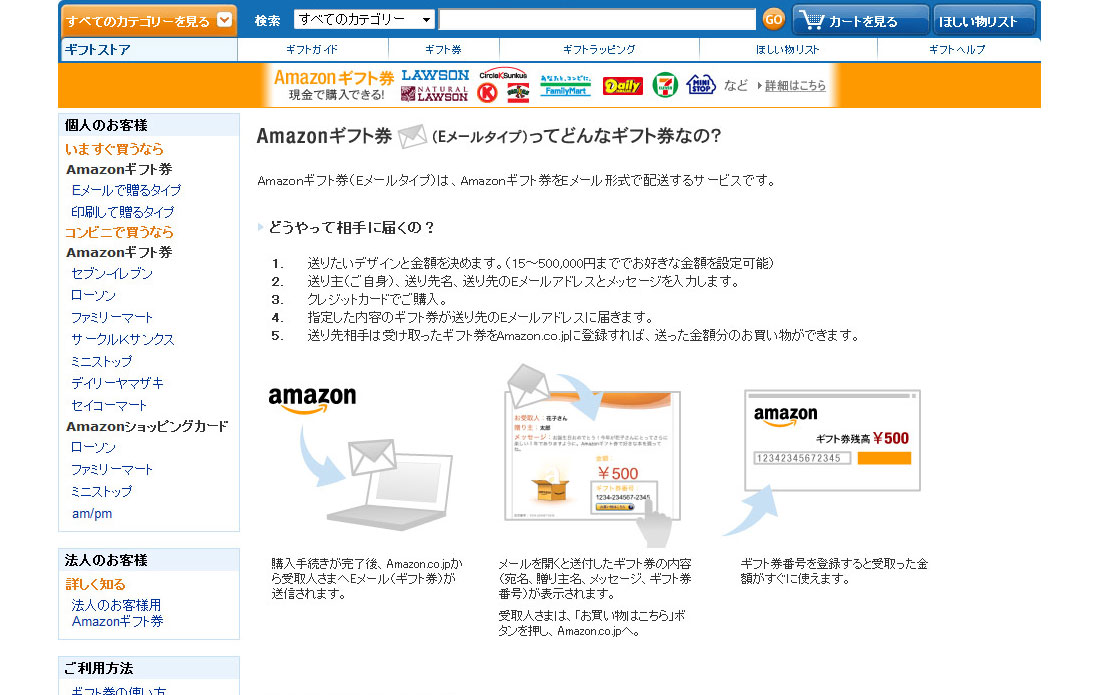 すべてのカテゴリーを見る
検索
すべてのカテゴリー
GO
カートを見る
ほしい物リスト
ギフトストア
ギフトガイド
ギフト券
ギフトラッピング
ほしい物リスト
ギフトヘルプ
Amazonギフト券
現金で購入できる!
LAWSON
NATURAL LAWSON
CircleK Sunkus
K
あなたと、コンビに、
FamilyMart
Daily
7
MINI STOP
など
詳細はこちら
個人のお客様
いますぐ買うなら
Amazonギフト券
Eメールで贈るタイプ
印刷して贈るタイプ
コンビニで買うなら
Amazonギフト券
セブン-イレブン
ローソン
ファミリーマート
サークルKサンクス
ミニストップ
デイリーヤマザキ
セイコーマート
Amazonショッピングカード
ローソン
ファミリーマート
ミニストップ
am/pm
法人のお客様
詳しく知る
法人のお客様用
Amazonギフト券
ご利用方法
ギフト券の使い方
Amazonギフト券 (Eメールタイプ)ってどんなギフト券なの?
Amazonギフト券(Eメールタイプ)は、Amazonギフト券をEメール形式で配送するサービスです。
どうやって相手に届くの?
1. 送りたいデザインと金額を決めます。(15~500,000円まででお好きな金額を設定可能)
2. 送り主(ご自身)、送り先名、送り先のEメールアドレスとメッセージを入力します。
3. クレジットカードでご購入。
4. 指定した内容のギフト券が送り先のEメールアドレスに届きます。
5. 送り先相手は受け取ったギフト券をAmazon.co.jpに登録すれば、送った金額分のお買い物ができます。
amazon
お受取人:花子さん
贈り主:太郎
メッセージ:
金額:
¥500
ギフト券番号
1234-234567-2345
amazon
ギフト券残高 ¥500
12342345672345
購入手続きが完了後、Amazon.co.jpか
ら受取人さまへEメール(ギフト券)が
送信されます。
メールを開くと送付したギフト券の内容
(宛名、贈り主名、メッセージ、ギフト券
番号)が表示されます。
受取人さまは、「お買い物はこちら」ボ
タンを押し、Amazon.co.jpへ。
ギフト券番号を登録すると受取った金
額がすぐに使えます。